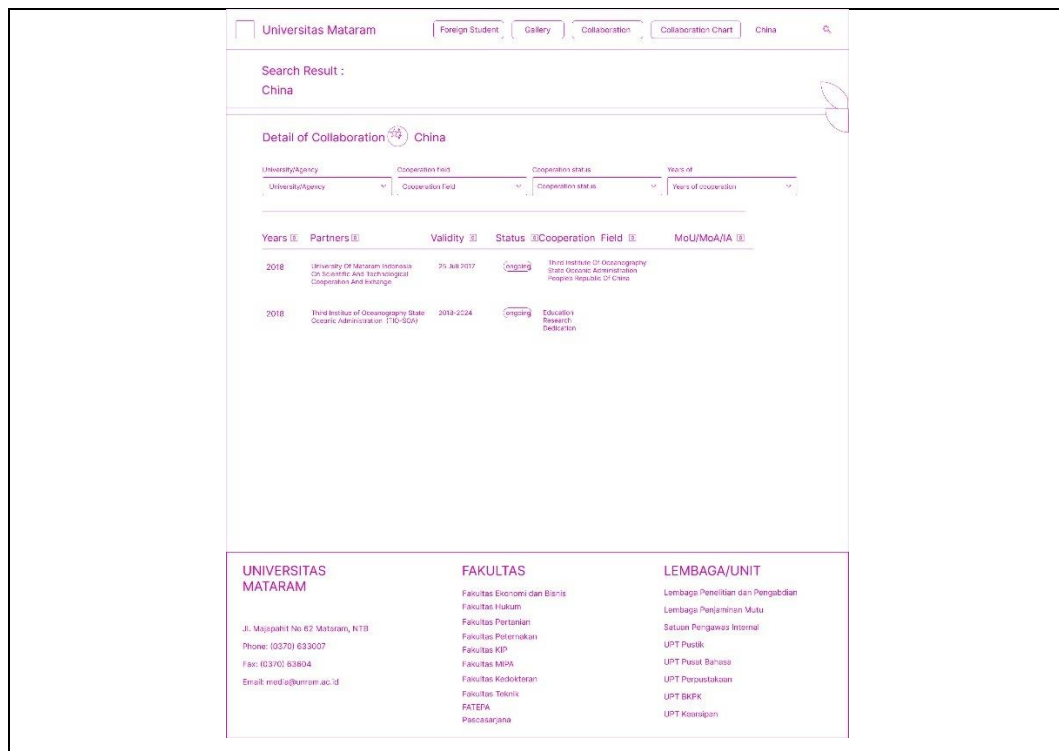 Universitas Mataram
Foreign Student
Gallery
Collaboration
Collaboration Chart
China
Search Result :
China
Detail of Collaboration China
University/Agency
Cooperation field
Cooperation status
Years of
University/Agency
Cooperation Field
Cooperation status
Years of cooperation
Years Partners Validity Status Cooperation Field MoU/MoA/IA
2018
University Of Mataram Indonesia
On Scientific And Technological
Cooperation And Exhange
25 Juli 2017
ongoing
Third Institute Of Oceanography
State Oceanic Administration
People's Republic Of China
2018
Third Institue of Oceanography State
Oceanic Administration (TIO-SOA)
2018-2024
ongoing
Education
Research
Dedication
UNIVERSITAS
MATARAM
Jl. Majapahit No 62 Mataram, NTB
Phone: (0370) 633007
Fax: (0370) 63604
Email: media@unram.ac.id
FAKULTAS
Fakultas Ekonomi dan Bisnis
Fakultas Hukum
Fakultas Pertanian
Fakultas Peternakan
Fakultas KIP
Fakultas MIPA
Fakultas Kedokteran
Fakultas Teknik
FATEPA
Pascasarjana
LEMBAGA/UNIT
Lembaga Penelitian dan Pengabdian
Lembaga Penjaminan Mutu
Satuan Pengawas Internal
UPT Pustik
UPT Pusat Bahasa
UPT Perpustakaan
UPT BKPK
UPT Kearsipan